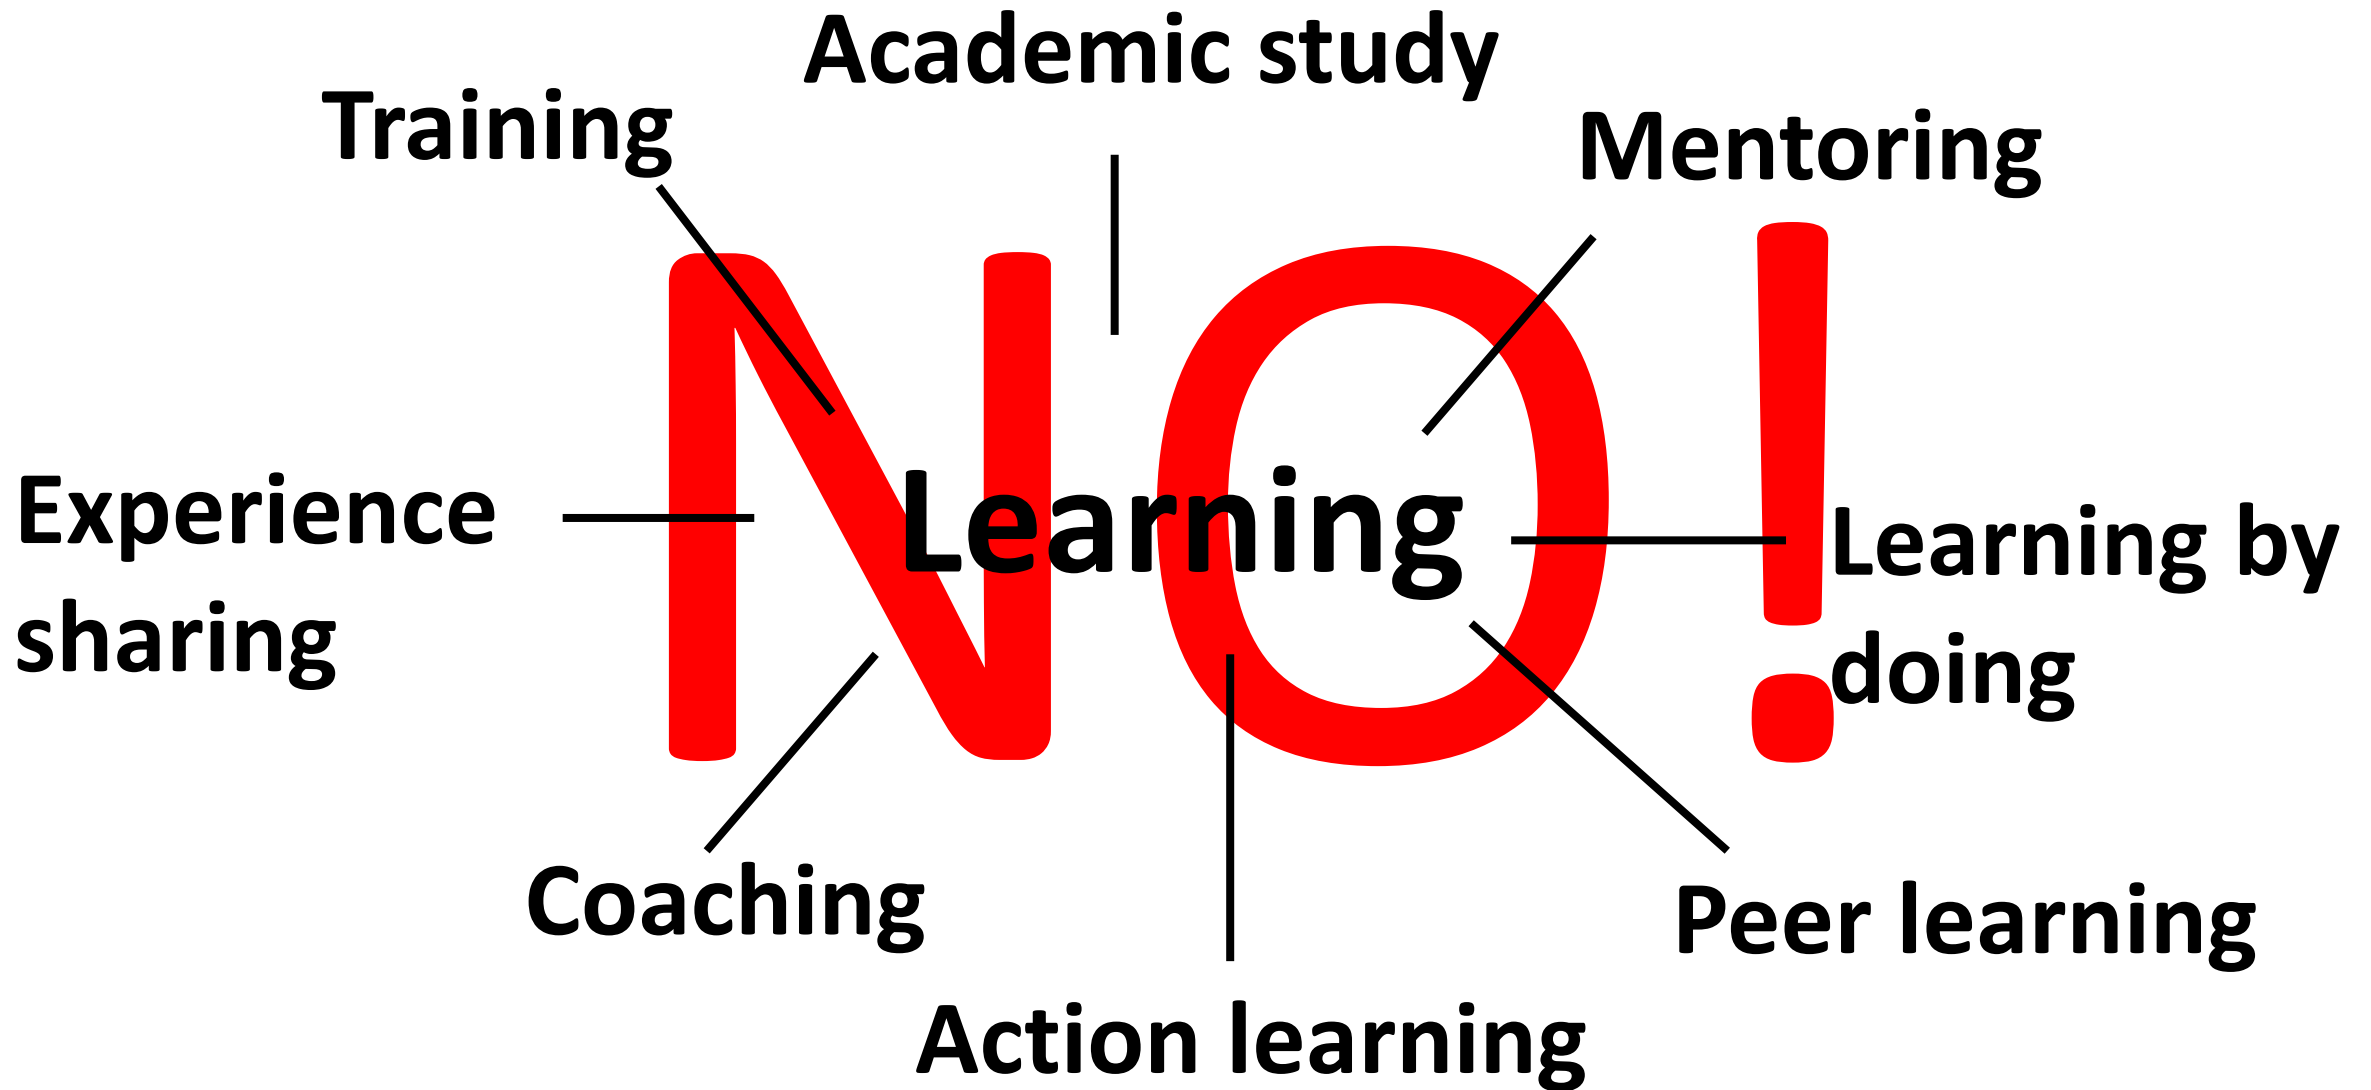 Academic study
Training
Mentoring
NO!
Learning
Experience
sharing
Learning by
doing
Coaching
Peer learning
Action learning